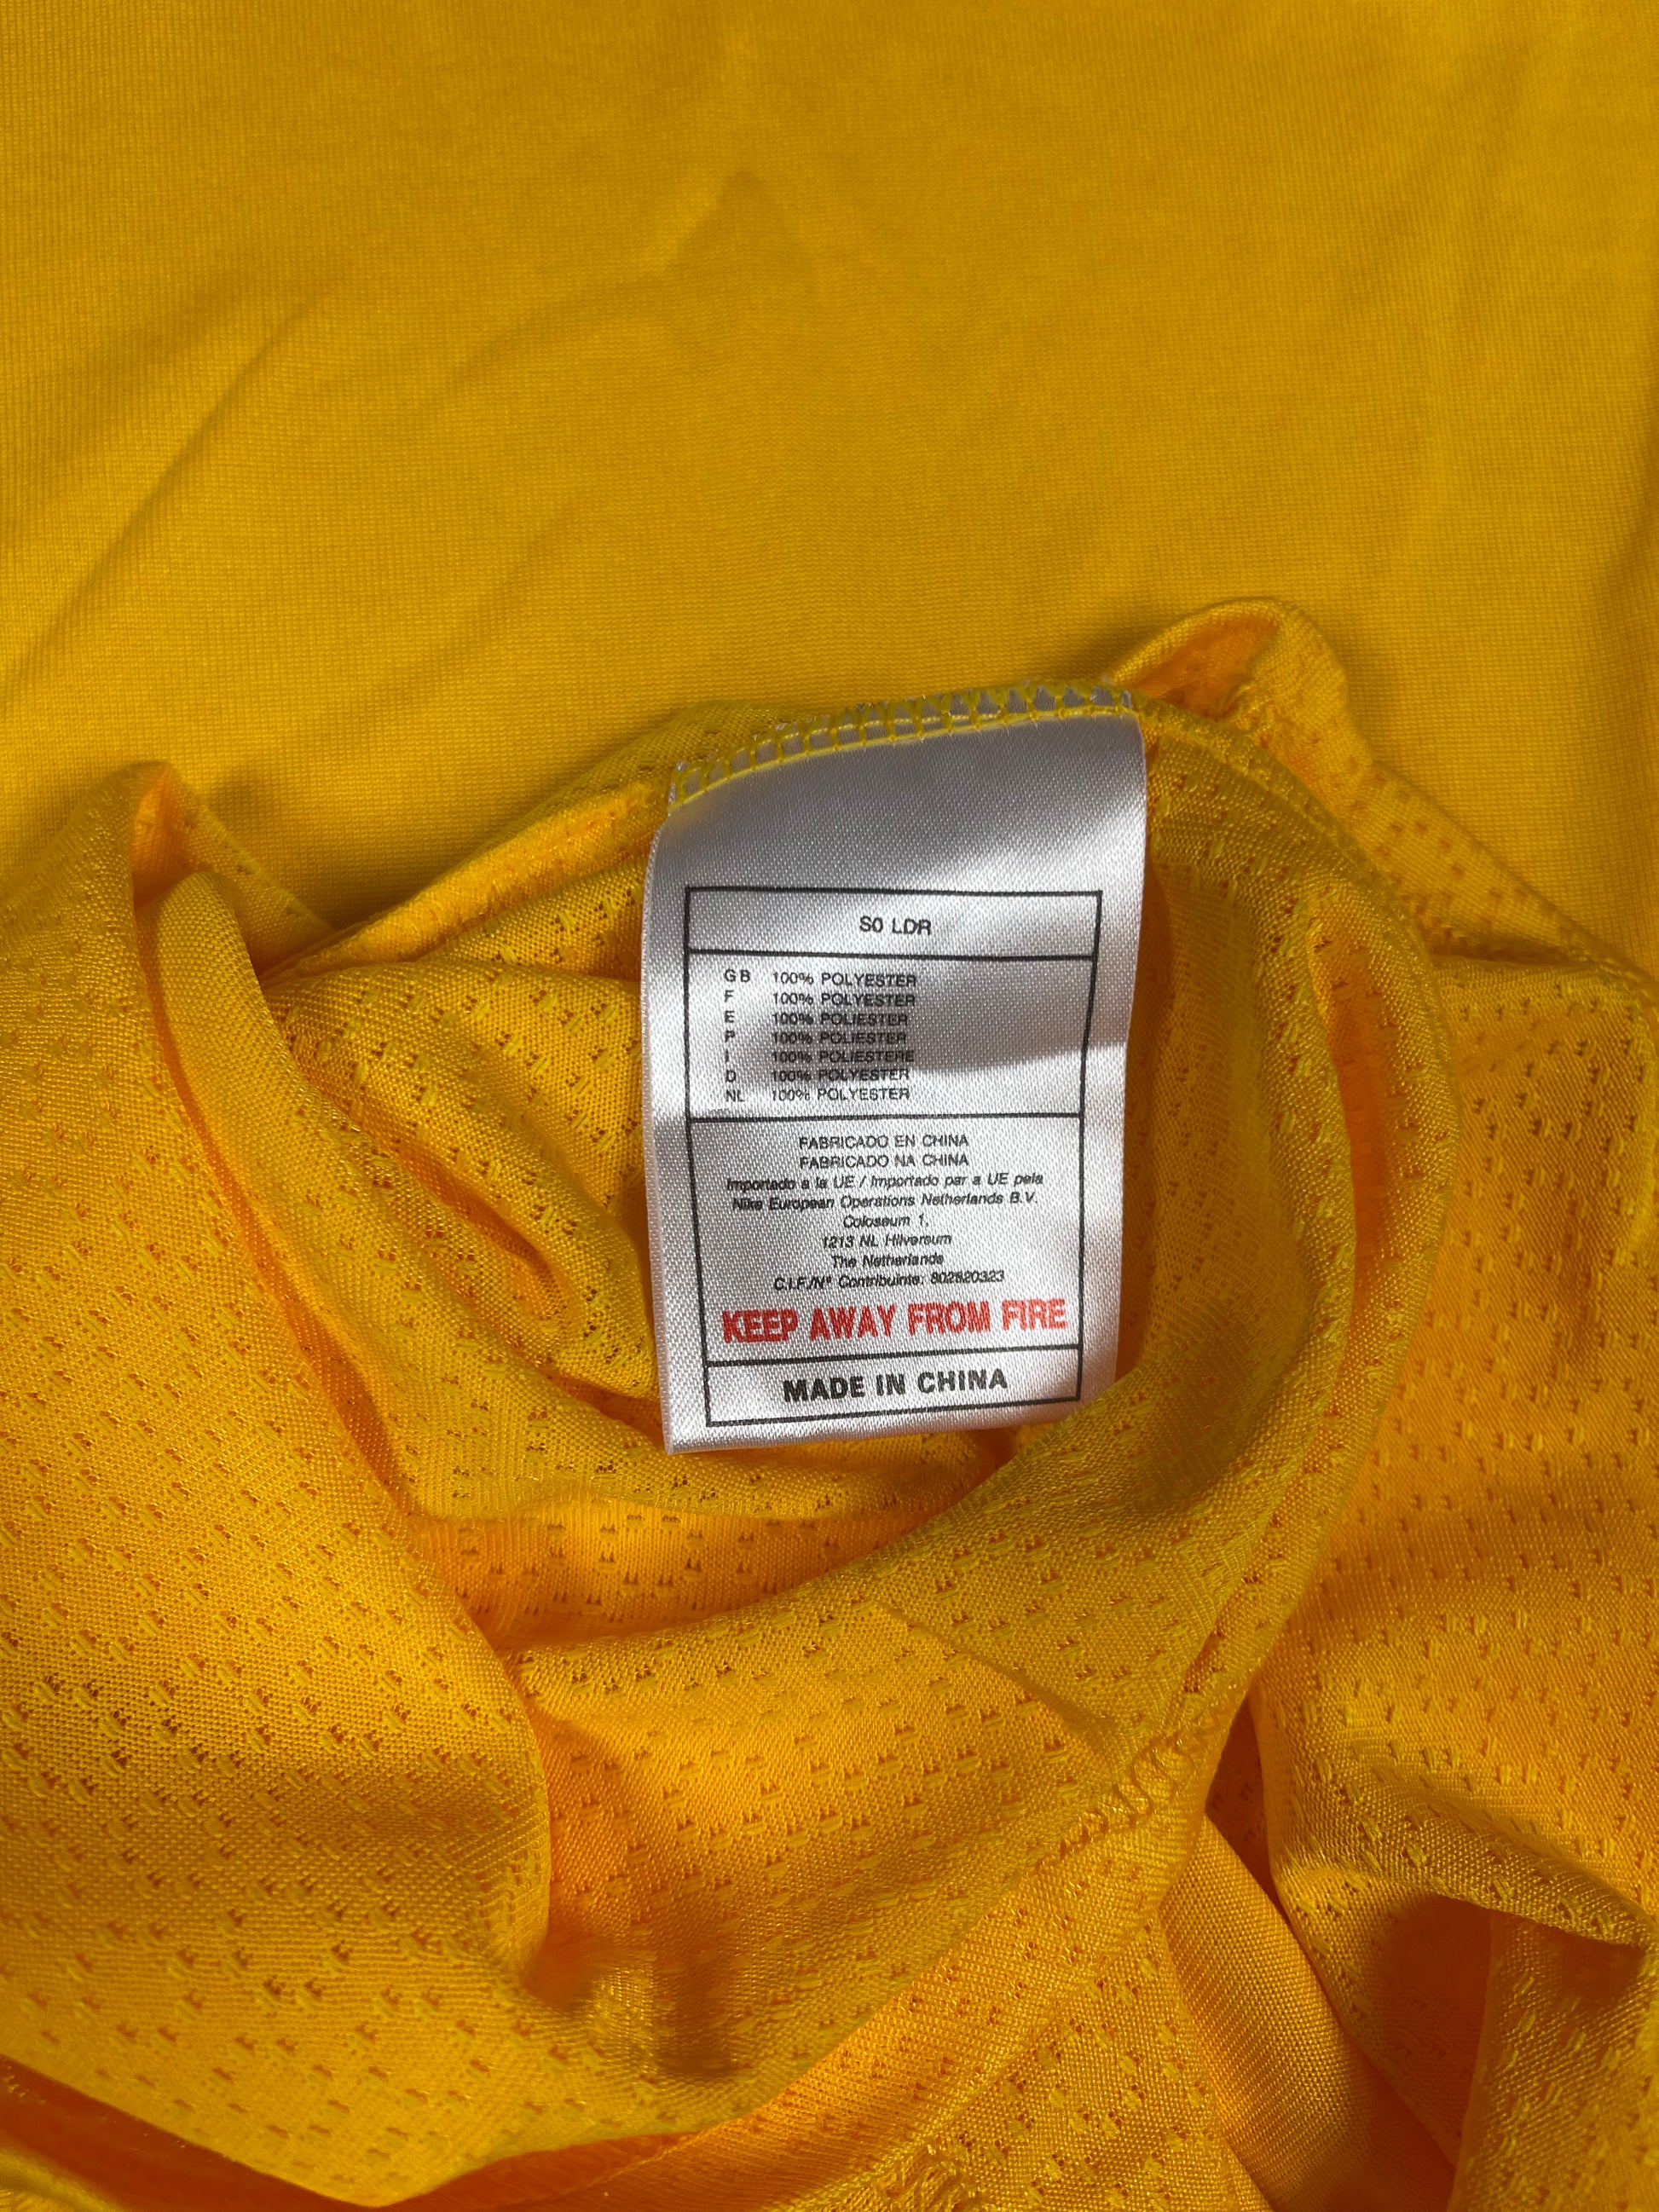 S0 LDR
GB 100% POLYESTER
F 100% POLYESTER
E 100% POLIESTER
P 100% POLIESTER
I 100% POLIESTERE
D 100% POLYESTER
NL 100% POLYESTER
FABRICADO EN CHINA
FABRICADO NA CHINA
Importado a la UE / Importado par a UE pela
Nike European Operations Netherlands B.V.
Coloseum 1,
1213 NL Hilversum
The Netherlands
C.I.F./Nº Contribuinte: 802820323
KEEP AWAY FROM FIRE
MADE IN CHINA